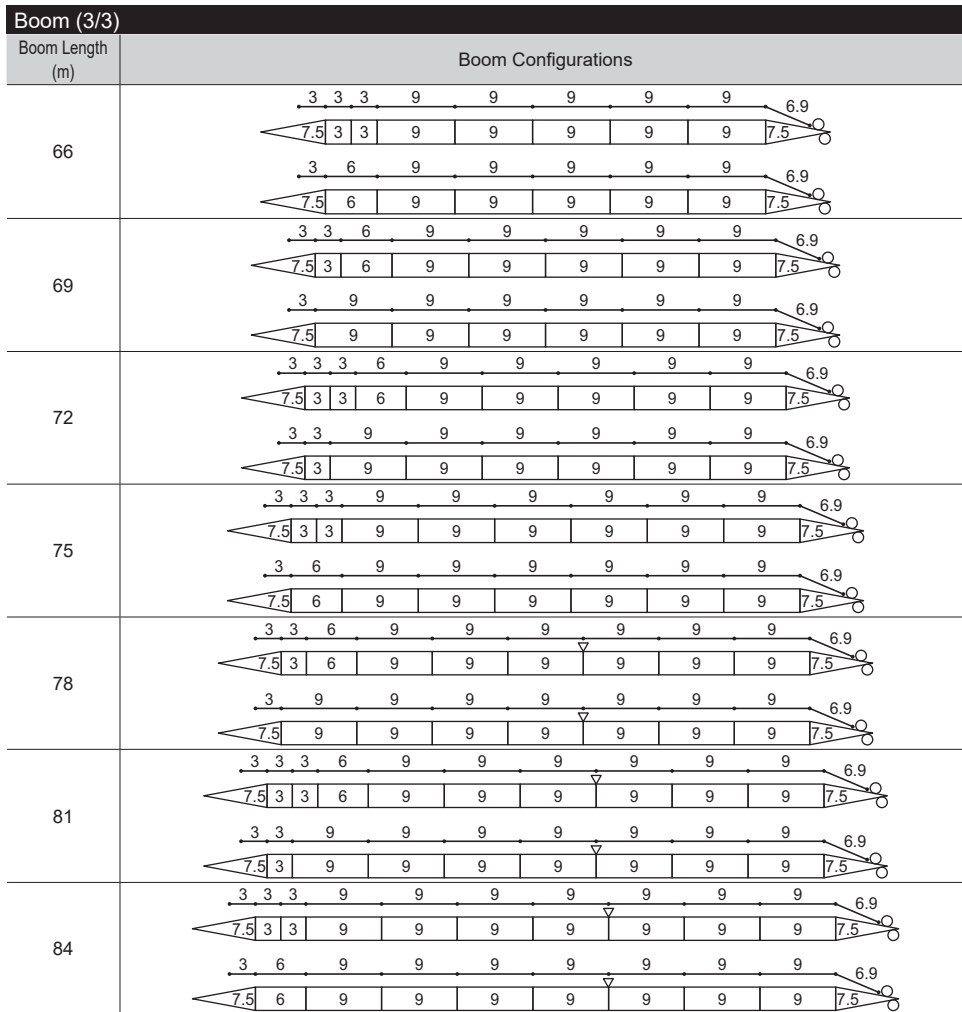 Boom (3/3)
Boom Length
(m)
Boom Configurations
66
3 3 3 9 9 9 9 9 6.9
7.5 3 3 9 9 9 9 9 7.5
3 6 9 9 9 9 9 6.9
7.5 6 9 9 9 9 9 7.5
69
3 3 6 9 9 9 9 9 6.9
7.5 3 6 9 9 9 9 9 7.5
3 9 9 9 9 9 9 6.9
7.5 9 9 9 9 9 9 7.5
72
3 3 3 6 9 9 9 9 9 6.9
7.5 3 3 6 9 9 9 9 9 7.5
3 3 9 9 9 9 9 9 6.9
7.5 3 9 9 9 9 9 9 7.5
75
3 3 3 9 9 9 9 9 9 6.9
7.5 3 3 9 9 9 9 9 9 7.5
3 6 9 9 9 9 9 9 6.9
7.5 6 9 9 9 9 9 9 7.5
78
3 3 6 9 9 9 9 9 9 6.9
7.5 3 6 9 9 9 9 9 9 7.5
3 9 9 9 9 9 9 9 6.9
7.5 9 9 9 9 9 9 9 7.5
81
3 3 3 6 9 9 9 9 9 9 6.9
7.5 3 3 6 9 9 9 9 9 9 7.5
3 3 9 9 9 9 9 9 9 6.9
7.5 3 9 9 9 9 9 9 9 7.5
84
3 3 3 9 9 9 9 9 9 9 6.9
7.5 3 3 9 9 9 9 9 9 9 7.5
3 6 9 9 9 9 9 9 9 6.9
7.5 6 9 9 9 9 9 9 9 7.5